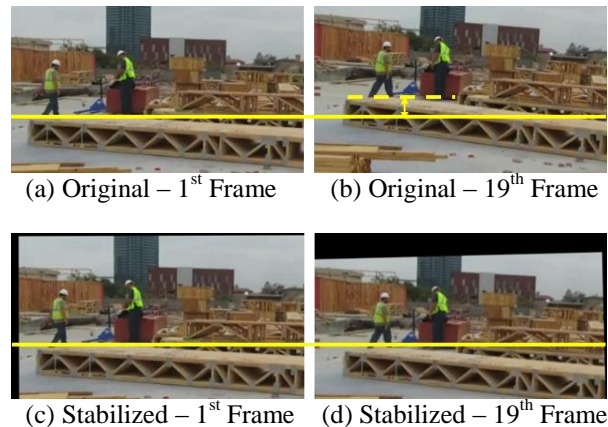 (a) Original – 1st Frame
(b) Original – 19th Frame
(c) Stabilized – 1st Frame
(d) Stabilized – 19th Frame